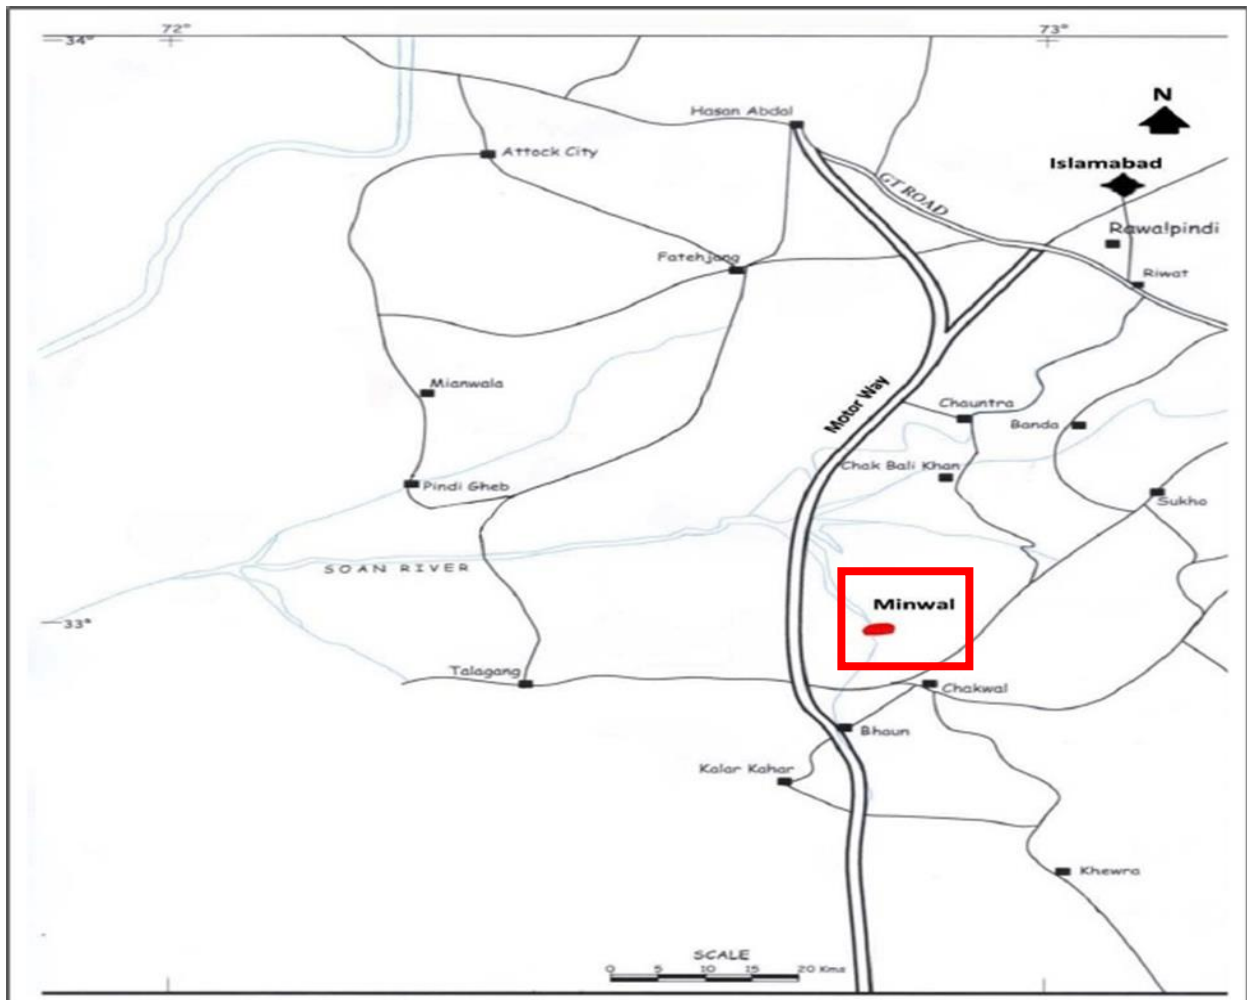 72°
73°
34°
N
Hasan Abdal
Attock City
Islamabad
GT ROAD
Rawalpindi
Fatehjang
Riwat
Mianwala
Motor Way
Chauntra
Banda
Chak Bali Khan
Pindi Gheb
Sukho
SOAN RIVER
Minwal
33°
Talagang
Chakwal
Bhaun
Kalar Kahar
Khewra
SCALE
0 5 10 15 20 Kms